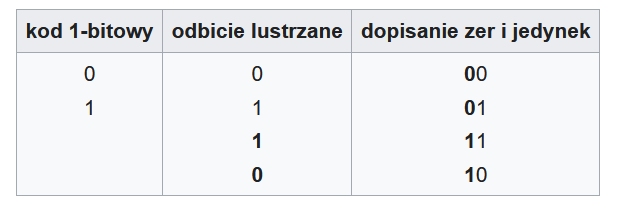 kod 1-bitowy odbicie lustrzane dopisanie zer i jedynek
0 0 00
1 1 01
1 11
0 10